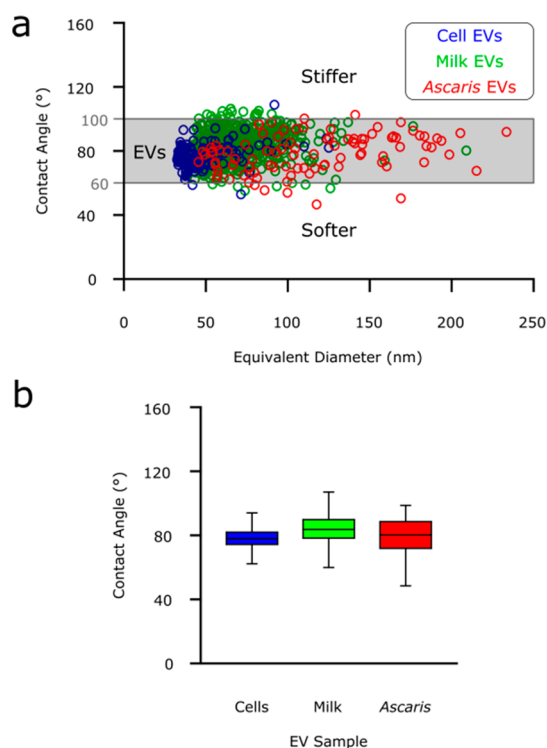 a
160
120
100
80
60
40
0
Contact Angle (°)
Cell EVs
Milk EVs
Ascaris EVs
Stiffer
EVs
Softer
0 50 100 150 200 250
Equivalent Diameter (nm)
b
160
120
80
40
0
Contact Angle (°)
Cells Milk Ascaris
EV Sample